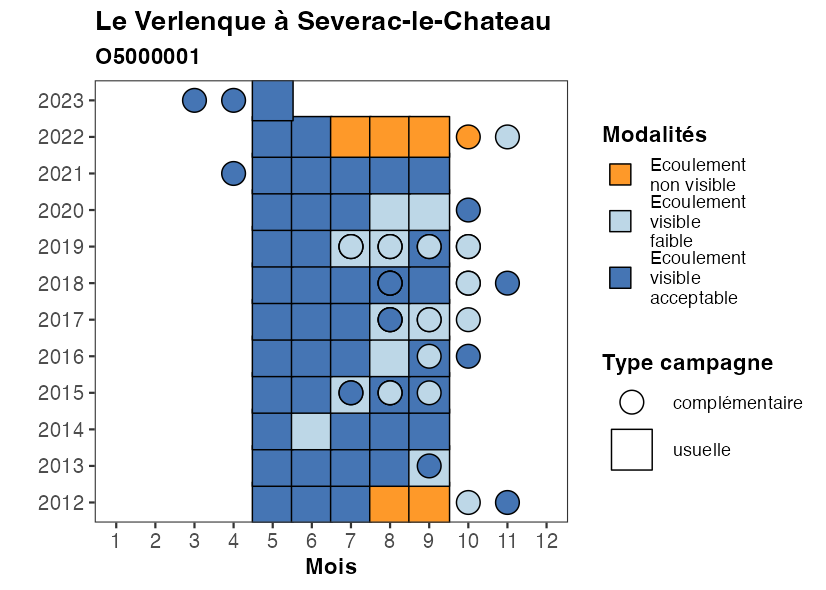 Le Verlenque à Severac-le-Chateau
O5000001
2023
2022
2021
2020
2019
2018
2017
2016
2015
2014
2013
2012
1 2 3 4 5 6 7 8 9 10 11 12
Mois
Modalités
Ecoulement
non visible
Ecoulement
visible
faible
Ecoulement
visible
acceptable
Type campagne
complémentaire
usuelle